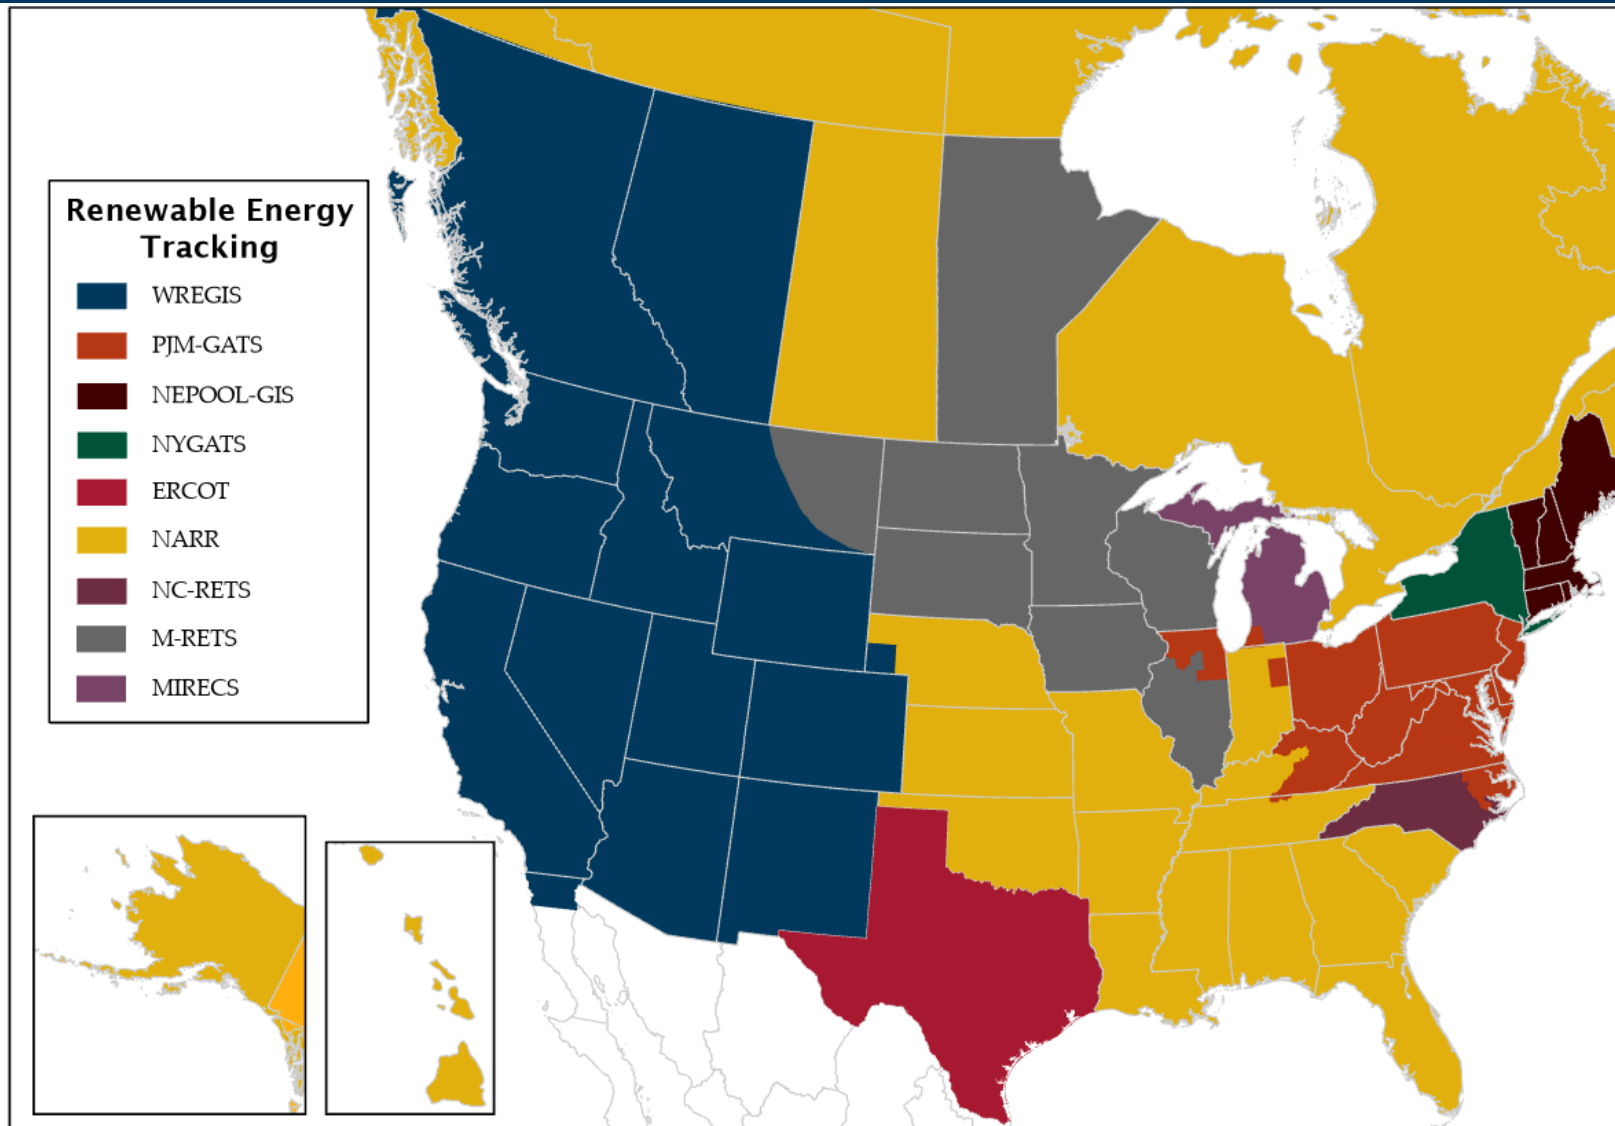 Renewable Energy
Tracking
WREGIS
PJM-GATS
NEPOOL-GIS
NYGATS
ERCOT
NARR
NC-RETS
M-RETS
MIRECS